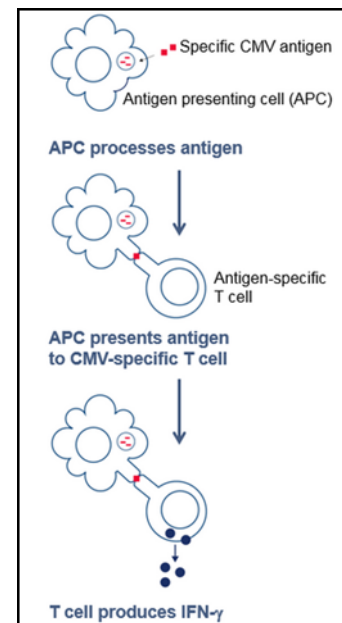 Specific CMV antigen
Antigen presenting cell (APC)
APC processes antigen
Antigen-specific
T cell
APC presents antigen
to CMV-specific T cell
T cell produces IFN-γ